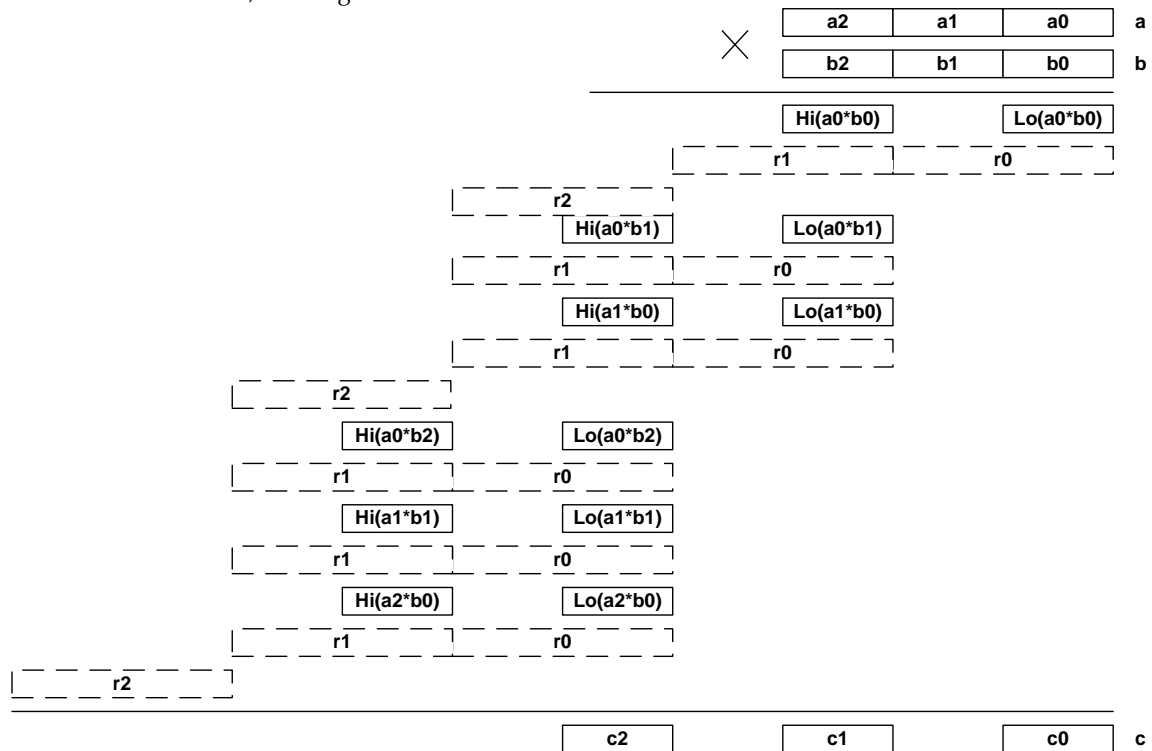 a2 a1 a0 a
b2 b1 b0 b
Hi(a0*b0) Lo(a0*b0)
r1 r0
r2
Hi(a0*b1) Lo(a0*b1)
r1 r0
Hi(a1*b0) Lo(a1*b0)
r1 r0
r2
Hi(a0*b2) Lo(a0*b2)
r1 r0
Hi(a1*b1) Lo(a1*b1)
r1 r0
Hi(a2*b0) Lo(a2*b0)
r1 r0
r2
c2 c1 c0 c